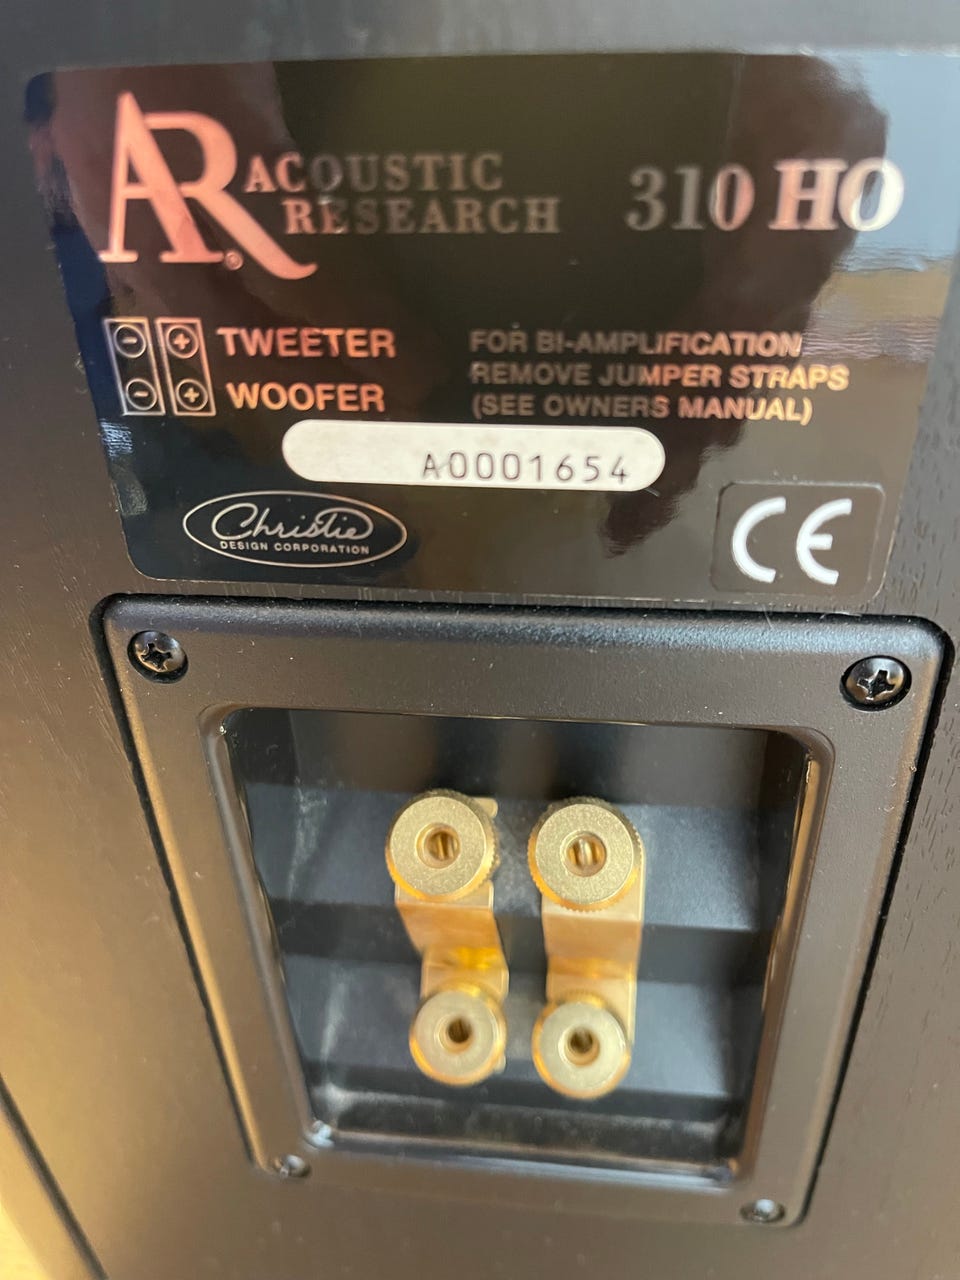 AR® ACOUSTIC RESEARCH
310 HO
- + TWEETER
- + WOOFER
FOR BI-AMPLIFICATION
REMOVE JUMPER STRAPS
(SEE OWNERS MANUAL)
A0001654
Christie
DESIGN CORPORATION
CE